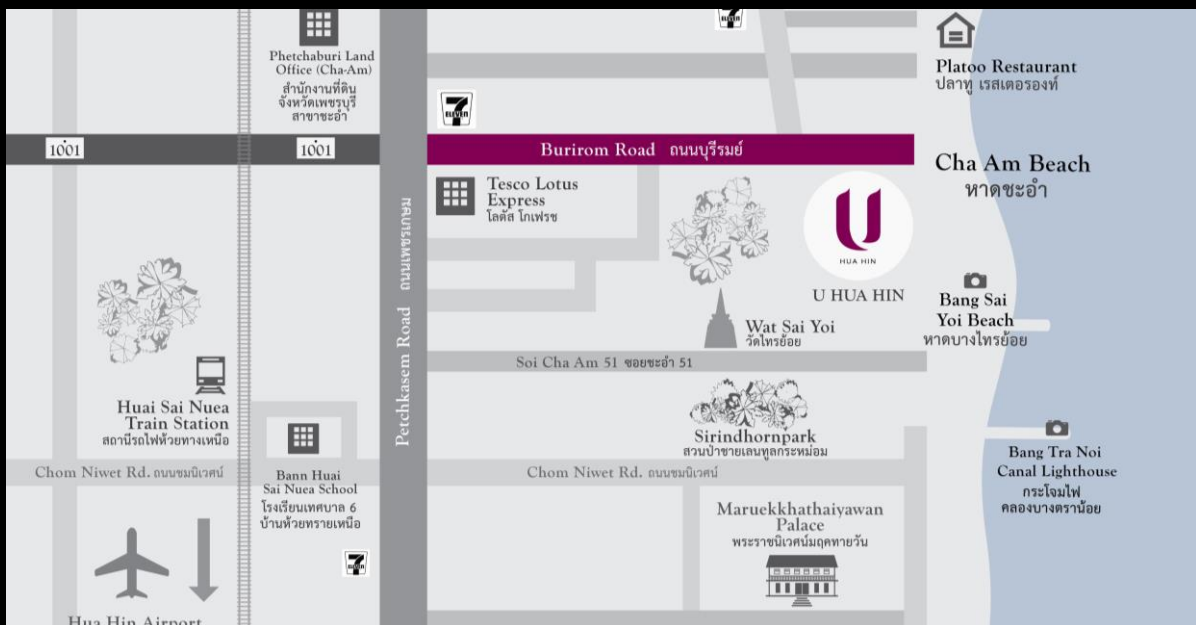 7
ELEVEN
Phetchaburi Land
Office (Cha-Am)
สำนักงานที่ดิน
จังหวัดเพชรบุรี
สาขาชะอำ
Platoo Restaurant
ปลาทู เรสเตอรองท์
7
ELEVEN
1001
1001
Burirom Road ถนนบุรีรมย์
Cha Am Beach
หาดชะอำ
Tesco Lotus
Express
โลตัส โกเฟรช
U
HUA HIN
U HUA HIN
Petchkasem Road ถนนเพชรเกษม
Bang Sai
Yoi Beach
หาดบางไทรย้อย
Wat Sai Yoi
วัดไทรย้อย
Soi Cha Am 51 ซอยชะอำ 51
Huai Sai Nuea
Train Station
สถานีรถไฟห้วยทางเหนือ
Sirindhornpark
สวนป่าชายเลนทูลกระหม่อม
Bang Tra Noi
Canal Lighthouse
กระโจมไฟ
คลองบางตราน้อย
Chom Niwet Rd. ถนนชมนิเวศน์
Bann Huai
Sai Nuea School
โรงเรียนเทศบาล 6
บ้านห้วยทรายเหนือ
Chom Niwet Rd. ถนนชมนิเวศน์
Maruekkhathaiyawan
Palace
พระราชนิเวศน์มฤคทายวัน
7
ELEVEN
Hua Hin Airport